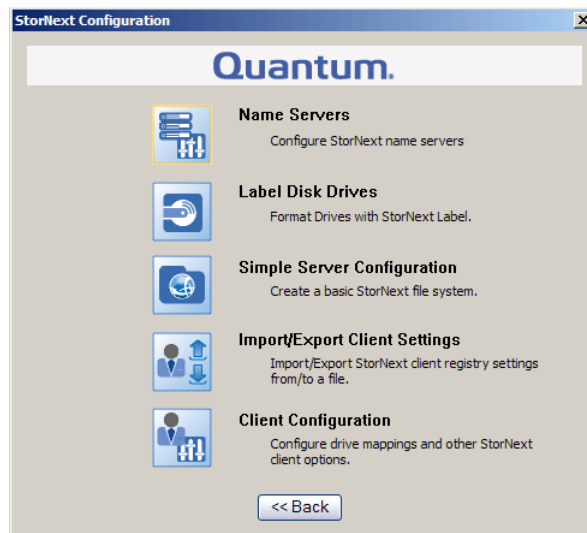 StorNext Configuration
Quantum.
Name Servers
Configure StorNext name servers
Label Disk Drives
Format Drives with StorNext Label.
Simple Server Configuration
Create a basic StorNext file system.
Import/Export Client Settings
Import/Export StorNext client registry settings
from/to a file.
Client Configuration
Configure drive mappings and other StorNext
client options.
<< Back